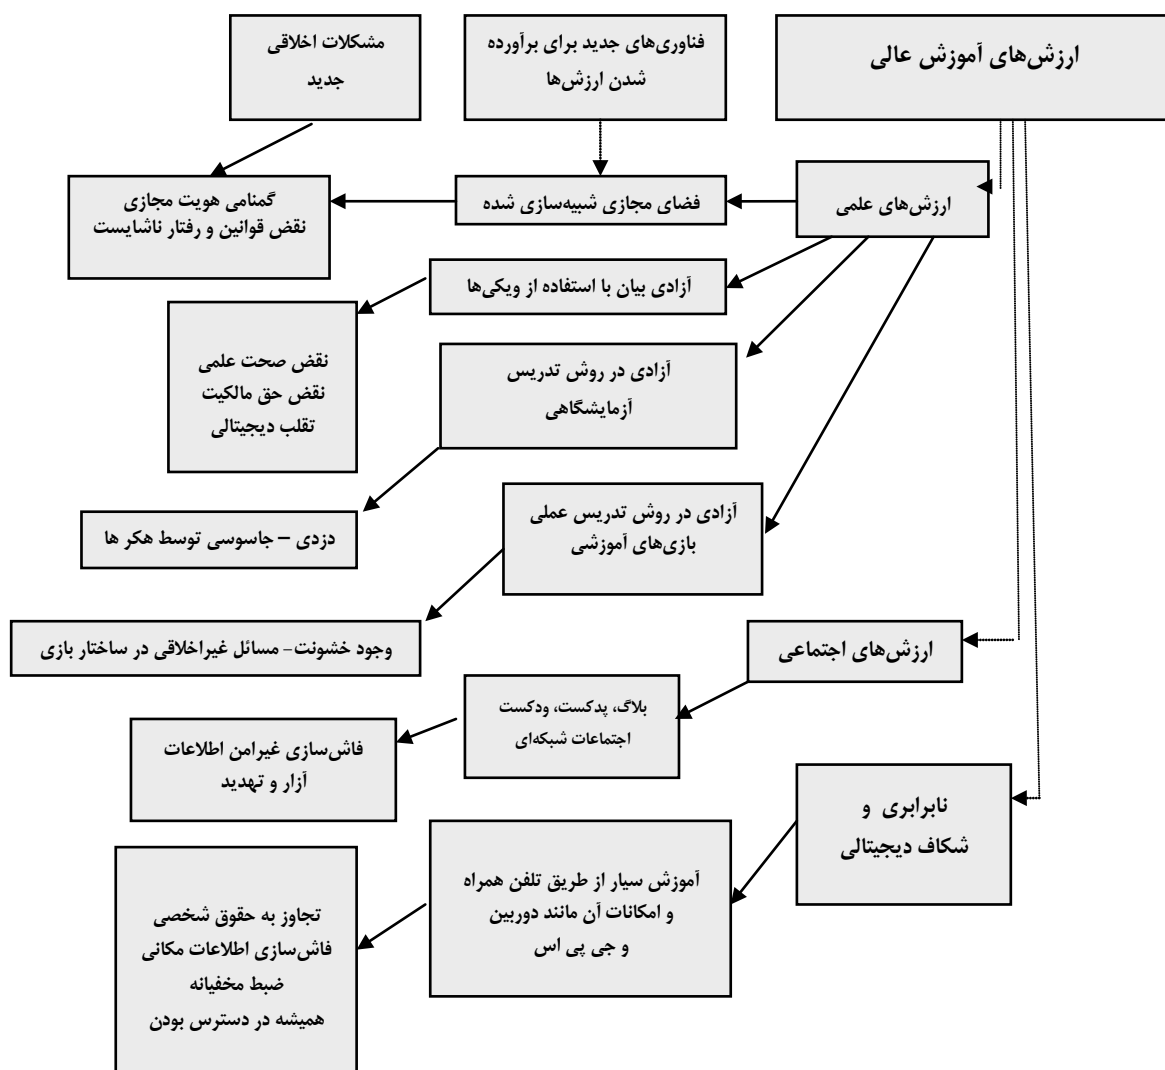 ارزش‌های آموزش عالی
فناوری‌های جدید برای برآورده
شدن ارزش‌ها
مشکلات اخلاقی
جدید
ارزش‌های علمی
فضای مجازی شبیه‌سازی شده
گمنامی هویت مجازی
نقض قوانین و رفتار ناشایست
آزادی بیان با استفاده از ویکی‌ها
نقض صحت علمی
نقض حق مالکیت
تقلب دیجیتالی
آزادی در روش تدریس
آزمایشگاهی
دزدی – جاسوسی توسط هکر ها
آزادی در روش تدریس عملی
بازی‌های آموزشی
وجود خشونت- مسائل غیراخلاقی در ساختار بازی
ارزش‌های اجتماعی
بلاگ، پدکست، ودکست
اجتماعات شبکه‌ای
فاش‌سازی غیرامن اطلاعات
آزار و تهدید
نابرابری و
شکاف دیجیتالی
آموزش سیار از طریق تلفن همراه
و امکانات آن مانند دوربین
و جی پی اس
تجاوز به حقوق شخصی
فاش‌سازی اطلاعات مکانی
ضبط مخفیانه
همیشه در دسترس بودن